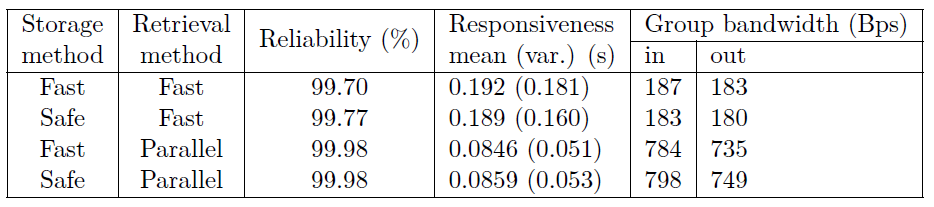 Storage Retrieval Reliability (%) Responsiveness Group bandwidth (Bps)
method method mean (var.) (s) in out
Fast Fast 99.70 0.192 (0.181) 187 183
Safe Fast 99.77 0.189 (0.160) 183 180
Fast Parallel 99.98 0.0846 (0.051) 784 735
Safe Parallel 99.98 0.0859 (0.053) 798 749